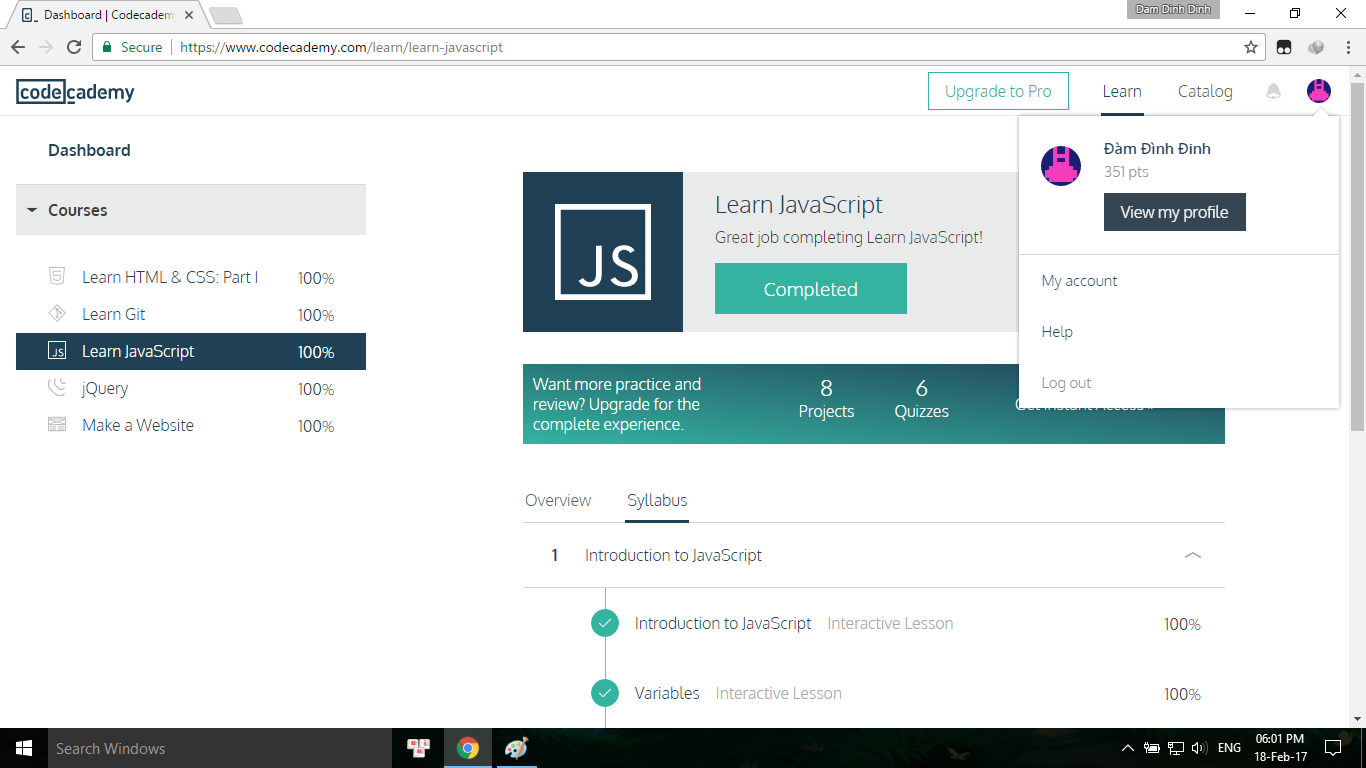 Dashboard | Codecadem
Dam Dinh Dinh
Secure
https://www.codecademy.com/learn/learn-javascript
codecademy
Upgrade to Pro
Learn
Catalog
Dashboard
Courses
Learn HTML & CSS: Part I 100%
Learn Git 100%
JS Learn JavaScript 100%
jQuery 100%
Make a Website 100%
JS
Learn JavaScript
Great job completing Learn JavaScript!
Completed
Đàm Đình Đinh
351 pts
View my profile
My account
Help
Log out
Want more practice and
review? Upgrade for the
complete experience.
8
Projects
6
Quizzes
Get Instant Access »
Overview
Syllabus
1 Introduction to JavaScript
Introduction to JavaScript Interactive Lesson 100%
Variables Interactive Lesson 100%
Search Windows
ENG
06:01 PM
18-Feb-17